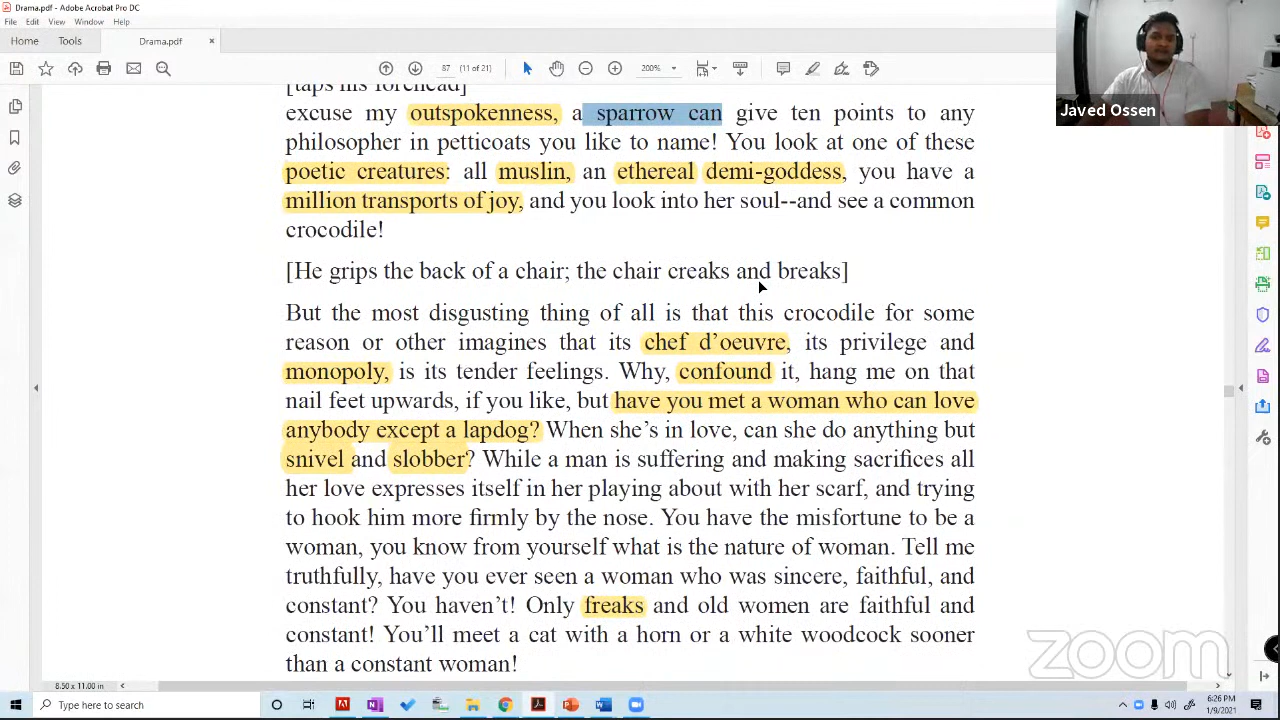 Drama.pdf - Adobe Acrobat Pro DC
File Edit View Window Help
Home Tools Drama.pdf ×
57 (11 of 21) 200%
Javed Ossen
[taps his forehead]
excuse my outspokenness, a sparrow can give ten points to any
philosopher in petticoats you like to name! You look at one of these
poetic creatures: all muslin, an ethereal demi-goddess, you have a
million transports of joy, and you look into her soul--and see a common
crocodile!
[He grips the back of a chair; the chair creaks and breaks]
But the most disgusting thing of all is that this crocodile for some
reason or other imagines that its chef d’oeuvre, its privilege and
monopoly, is its tender feelings. Why, confound it, hang me on that
nail feet upwards, if you like, but have you met a woman who can love
anybody except a lapdog? When she’s in love, can she do anything but
snivel and slobber? While a man is suffering and making sacrifices all
her love expresses itself in her playing about with her scarf, and trying
to hook him more firmly by the nose. You have the misfortune to be a
woman, you know from yourself what is the nature of woman. Tell me
truthfully, have you ever seen a woman who was sincere, faithful, and
constant? You haven’t! Only freaks and old women are faithful and
constant! You’ll meet a cat with a horn or a white woodcock sooner
than a constant woman!
zoom
8.50 x 11.00 in
Type here to search
6:26 PM
1/9/2021